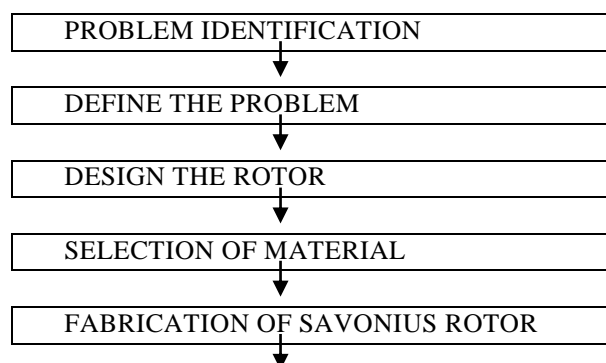 PROBLEM IDENTIFICATION
DEFINE THE PROBLEM
DESIGN THE ROTOR
SELECTION OF MATERIAL
FABRICATION OF SAVONIUS ROTOR